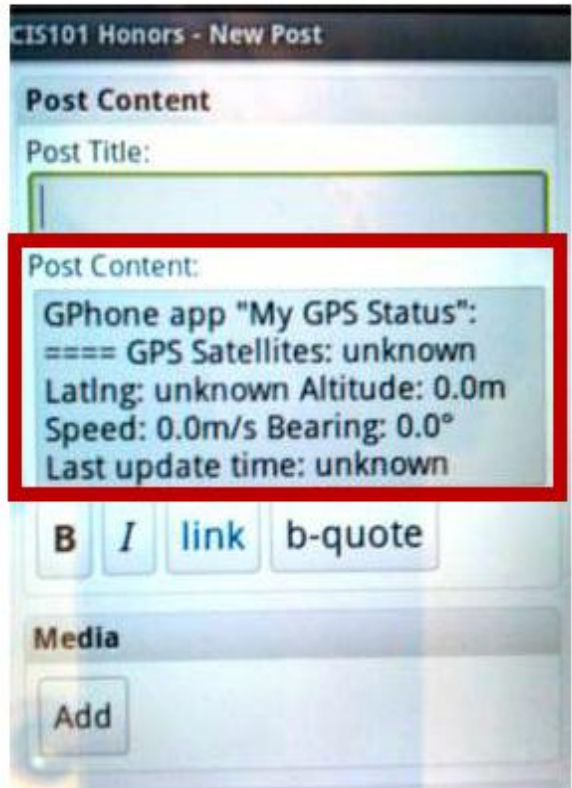 CIS101 Honors - New Post
Post Content
Post Title:
Post Content:
GPhone app "My GPS Status":
==== GPS Satellites: unknown
Latlng: unknown Altitude: 0.0m
Speed: 0.0m/s Bearing: 0.0°
Last update time: unknown
B I link b-quote
Media
Add